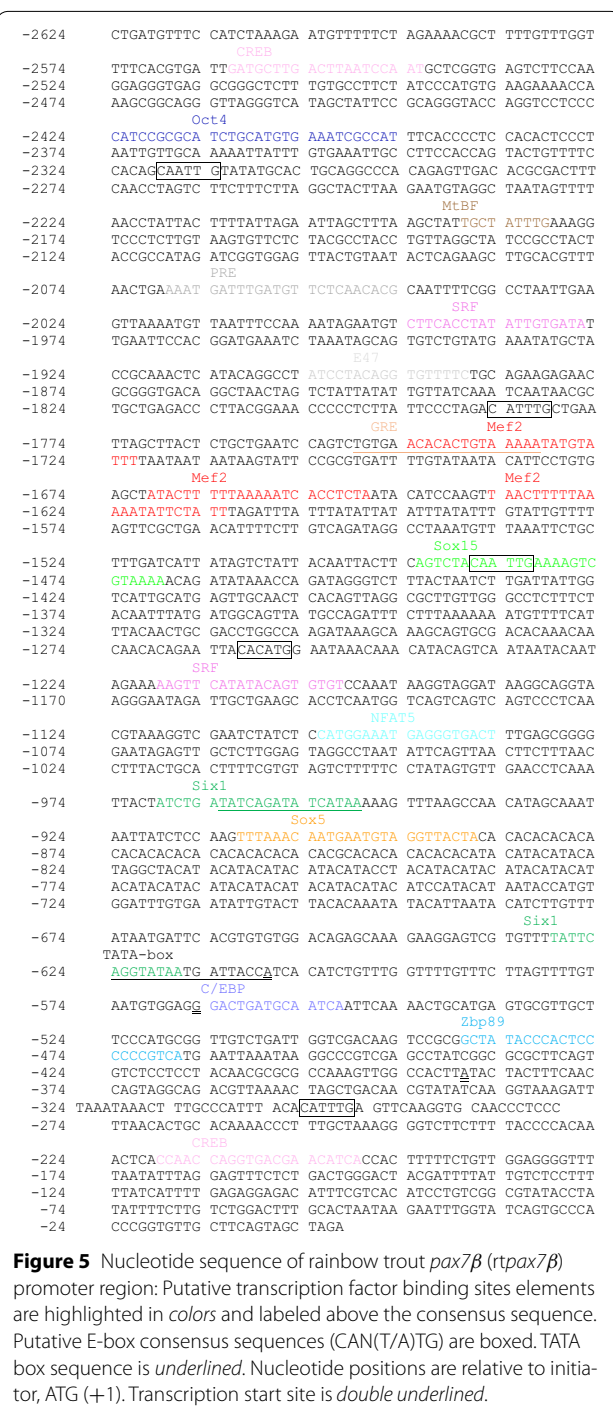 -2624 CTGATGTTTC CATCTAAAGA ATGTTTTTCT AGAAAACGCT TTTGTTTGGT
CREB
-2574 TTTCACGTGA TTGATGCTTG ACTTAATCCA ATGCTCGGTG AGTCTTCCAA
-2524 GGAGGGTGAG GCGGGCTCTT TGTGCCTTCT ATCCCATGTG AAGAAAACCA
-2474 AAGCGGCAGG GTTAGGGTCA TAGCTATTCC GCAGGGTACC AGGTCCTCCC
Oct4
-2424 CATCCGCGCA TCTGCATGTG AAATCGCCAT TTCACCCCTC CACACTCCCT
-2374 AATTGTTGCA AAAATTATTT GTGAAATTGC CTTCCACCAG TACTGTTTTC
-2324 CACAGCAATT GTATATGCAC TGCAGGCCCA CAGAGTTGAC ACGCGACTTT
-2274 CAACCTAGTC TTCTTTCTTA GGCTACTTAA GAATGTAGGC TAATAGTTTT
MtBF
-2224 AACCTATTAC TTTTATTAGA ATTAGCTTTA AGCTATTGCT ATTTGAAAGG
-2174 TCCCTCTTGT AAGTGTTCTC TACGCCTACC TGTTAGGCTA TCCGCCTACT
-2124 ACCGCCATAG ATCGGTGGAG TTACTGTAAT ACTCAGAAGC TTGCACGTTT
PRE
-2074 AACTGAAAAT GATTTGATGT TCTCAACACG CAATTTTCGG CCTAATTGAA
SRF
-2024 GTTAAAATGT TAATTTCCAA AATAGAATGT CTTCACCTAT ATTGTGATAT
-1974 TGAATTCCAC GGATGAAATC TAAATAGCAG TGTCTGTATG GAAATATGCTA
E47
-1924 CCGCAAACTC ATACAGGCCT ATCCTACAGG TGTTTTCTGC AGAAGAGAAC
-1874 GCGGGTGACA GGCTAACTAG TCTATTATAT TGTTATCAAA TCAATAACGC
-1824 TGCTGAGACC CTTACGGAAA CCCCCTCTTA TTCCCTAGAC ATTTGCTGAA
GRE Mef2
-1774 TTAGCTTACT CTGCTGAATC CAGTCTGTGA ACACACTGTA AAAATATGTA
-1724 TTTTAATAAT AATAAGTATT CCGCGTGATT TTGTATAATA CATTCCTGTG
Mef2 Mef2
-1674 AGCTATACTT TTTAAAAATC ACCTCTAATA CATCCAAGTT AACTTTTTAA
-1624 AAATATTCTA TTTAGATTTA TTTATATTAT ATTTATATTT GTATTGTTTT
-1574 AGTTCGCTGA ACATTTTCTT GTCAGATAGG CCTAAATGTT TAAATTCTGC
Sox15
-1524 TTTGATCATT ATAGTCTATT ACAATTACTT CAGTCTACAA TTGAAAAGTC
-1474 GTAAAAACAG ATATAAACCA GATAGGGTCT TTACTAATCT TGATTATTGG
-1424 TCATTGCATG AGTTGCAACT CACAGTTAGG CGCTTGTTGG GCCTCTTTCT
-1374 ACAATTTATG ATGGCAGTTA TGCCAGATTT CTTTAAAAAA ATGTTTTCAT
-1324 TTACAACTGC GACCTGGCCA AGATAAAGCA AAGCAGTGCG ACACAAACAA
-1274 CAACACAGAA TTACACATGG AATAAACAAA CATACAGTCA ATAATACAAT
SRF
-1224 AGAAAAAGTT CATATACAGT GTGTCCAAAT AAGGTAGGAT AAGGCAGGTA
-1170 AGGGAATAGA TTGCTGAAGC ACCTCAATGG TCAGTCAGTC AGTCCCTCAA
NFAT5
-1124 CGTAAAGGTC GAATCTATCT CCATGGAAAT GAGGGTGACT TTGAGCGGGG
-1074 GAATAGAGTT GCTCTTGGAG TAGGCCTAAT ATTCAGTTAA CTTCTTTAAC
-1024 CTTTACTGCA CTTTTCGTGT AGTCTTTTTC CTATAGTGTT GAACCTCAAA
Six1
-974 TTACTATCTG ATATCAGATA TCATAAAAAG TTTAAGCCAA CATAGCAAAT
Sox5
-924 AATTATCTCC AAGTTTAAAC AATGAATGTA GGTTACTACA CACACACACA
-874 CACACACACA CACACACACA CACGCACACA CACACACATA CATACATACA
-824 TAGGCTACAT ACATACATAC ATACATACCT ACATACATAC ATACATACAT
-774 ACATACATAC ATACATACAT ACATACATAC ATCCATACAT AATACCATGT
-724 GGATTTGTGA ATATTGTACT TACACAAATA TACATTAATA CATCTTGTTT
Six1
-674 ATAATGATTC ACGTGTGTGG ACAGAGCAAA GAAGGAGTCG TGTTTTATTC
TATA-box
-624 AGGTATAATG ATTACCATCA CATCTGTTTG GTTTTGTTTC TTAGTTTTGT
C/EBP
-574 AATGTGGAGG GACTGATGCA ATCAATTCAA AAACTGCATGA GTGCGTTGCT
Zbp89
-524 TCCCATGCGG TTGTCTGATT GGTCGACAAG TCCGCGGCTA TACCCACTCC
-474 CCCCGTCATG AATTAAATAA GGCCCGTCGA GCCTATCGGC GCGCTTCAGT
-424 GTCTCCTCCT ACAACGCGCG CCAAAGTTGG CCACTTATAC TACTTTCAAC
-374 CAGTAGGCAG ACGTTAAAAC TAGCTGACAA CGTATATCAA GGTAAAGATT
-324 TAAATAAACT TTGCCCATTT ACACATTTGA GTTCAAGGTG CAACCCTCCC
-274 TTAACACTGC ACAAAACCCT TTGCTAAAGG GGTCTTCTTT TACCCCACAA
CREB
-224 ACTCACCAAC CAGGTGACGA ACATCACCAC TTTTTCTGTT GGAGGGGTTT
-174 TAATATTTAG GAGTTTCTCT GACTGGGACT ACGATTTTAT TGTCTCCTTT
-124 TTATCATTTT GAGAGGAGAC ATTTCGTCAC ATCCTGTCGG CGTATACCTA
-74 TATTTTCTTG TCTGGACTTT GCACTAATAA GAATTTGGTA TCAGTGCCCA
-24 CCCGGTGTTG CTTCAGTAGC TAGA
Figure 5 Nucleotide sequence of rainbow trout pax7β (rtpax7β)
promoter region: Putative transcription factor binding sites elements
are highlighted in colors and labeled above the consensus sequence.
Putative E-box consensus sequences (CAN(T/A)TG) are boxed. TATA
box sequence is underlined. Nucleotide positions are relative to initia-
tor, ATG (+1). Transcription start site is double underlined.